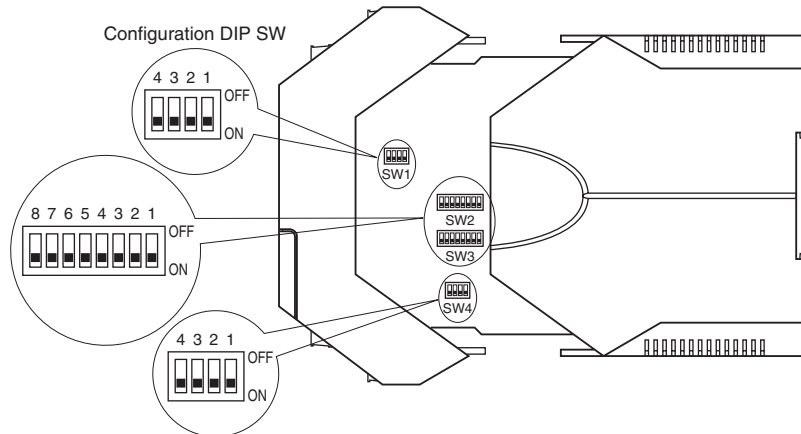 Configuration DIP SW
4 3 2 1
OFF
ON
SW1
8 7 6 5 4 3 2 1
OFF
ON
SW2
SW3
SW4
4 3 2 1
OFF
ON